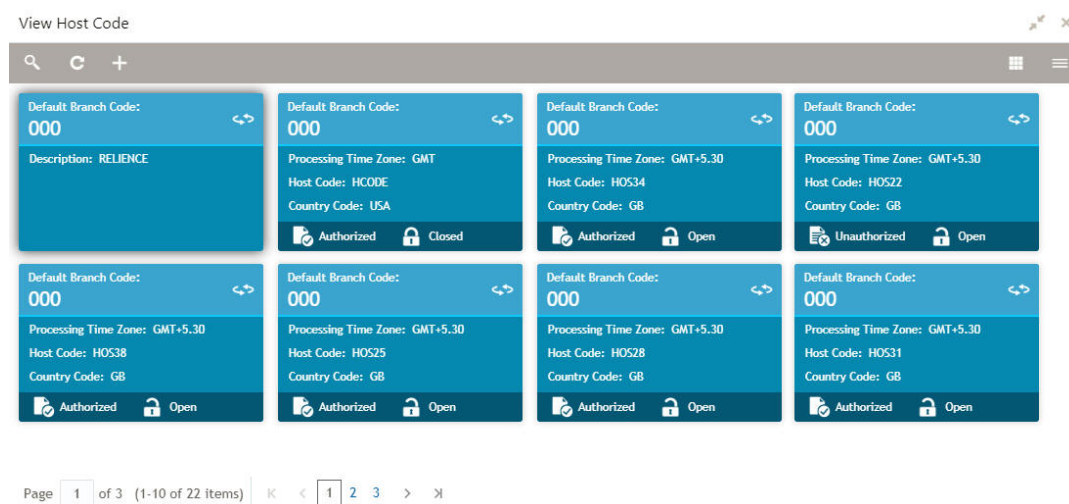 View Host Code
Default Branch Code:
000
Description: RELIENCE
Default Branch Code:
000
Processing Time Zone: GMT
Host Code: HCODE
Country Code: USA
Authorized Closed
Default Branch Code:
000
Processing Time Zone: GMT+5.30
Host Code: HOS34
Country Code: GB
Authorized Open
Default Branch Code:
000
Processing Time Zone: GMT+5.30
Host Code: HOS22
Country Code: GB
Unauthorized Open
Default Branch Code:
000
Processing Time Zone: GMT+5.30
Host Code: HOS38
Country Code: GB
Authorized Open
Default Branch Code:
000
Processing Time Zone: GMT+5.30
Host Code: HOS25
Country Code: GB
Authorized Open
Default Branch Code:
000
Processing Time Zone: GMT+5.30
Host Code: HOS28
Country Code: GB
Authorized Open
Default Branch Code:
000
Processing Time Zone: GMT+5.30
Host Code: HOS31
Country Code: GB
Authorized Open
Page 1 of 3 (1-10 of 22 items) 1 2 3